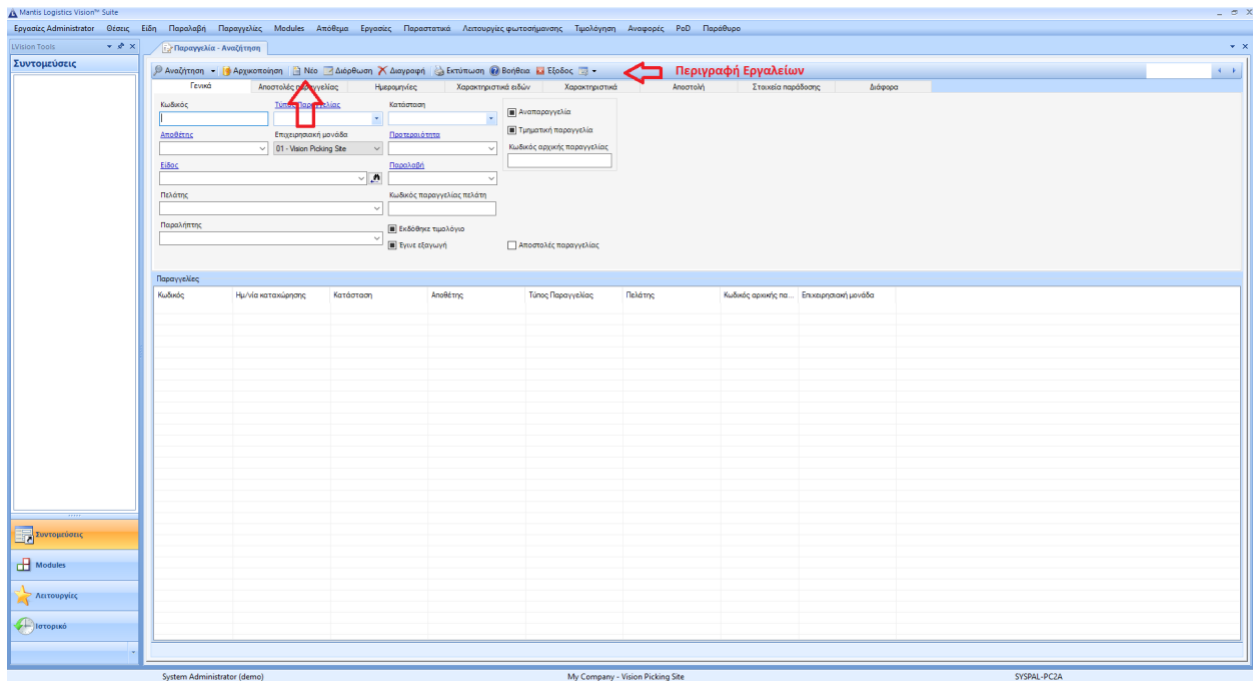 Mantis Logistics Vision™ Suite
Εργασίες Administrator Θέσεις Είδη Παραλαβή Παραγγελίες Modules Απόθεμα Εργασίες Παραστατικά Λειτουργίες φωτοσήμανσης Τιμολόγηση Αναφορές PoD Παράθυρο
LVision Tools
Παραγγελία - Αναζήτηση
Συντομεύσεις
Αναζήτηση Αρχικοποίηση Νέο Διόρθωση Διαγραφή Εκτύπωση Βοήθεια Έξοδος
Περιγραφή Εργαλείων
Γενικά Αποστολές παραγγελίας Ημερομηνίες Χαρακτηριστικά ειδών Χαρακτηριστικά Αποστολή Στοιχεία παράδοσης Διάφορα
Κωδικός Τύπος Παραγγελίας Κατάσταση
Αναπαραγγελία
Τμηματική παραγγελία
Αποθέτης Επιχειρησιακή μονάδα Προτεραιότητα
Κωδικός αρχικής παραγγελίας
01 - Vision Picking Site
Είδος Παραλαβή
Πελάτης Κωδικός παραγγελίας πελάτη
Παραλήπτης
Εκδόθηκε τιμολόγιο
Έγινε εξαγωγή Αποστολές παραγγελίας
Παραγγελίες
Κωδικός Ημ/νία καταχώρησης Κατάσταση Αποθέτης Τύπος Παραγγελίας Πελάτης Κωδικός αρχικής πα... Επιχειρησιακή μονάδα
Συντομεύσεις
Modules
Λειτουργίες
Ιστορικό
System Administrator (demo) My Company - Vision Picking Site SYSPAL-PC2A